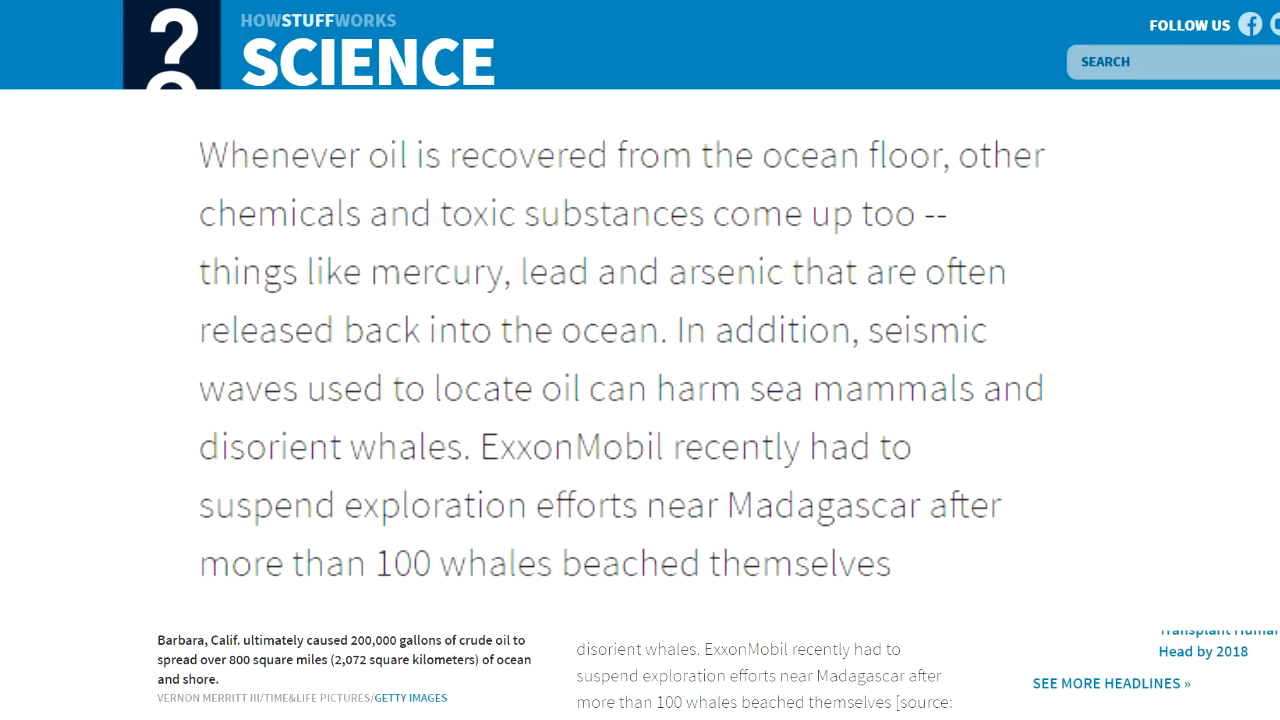 HOWSTUFFWORKS
SCIENCE
FOLLOW US
SEARCH
Whenever oil is recovered from the ocean floor, other
chemicals and toxic substances come up too --
things like mercury, lead and arsenic that are often
released back into the ocean. In addition, seismic
waves used to locate oil can harm sea mammals and
disorient whales. ExxonMobil recently had to
suspend exploration efforts near Madagascar after
more than 100 whales beached themselves
Barbara, Calif. ultimately caused 200,000 gallons of crude oil to
spread over 800 square miles (2,072 square kilometers) of ocean
and shore.
VERNON MERRITT III/TIME&LIFE PICTURES/GETTY IMAGES
disorient whales. ExxonMobil recently had to
suspend exploration efforts near Madagascar after
more than 100 whales beached themselves [source:
Transplant Human
Head by 2018
SEE MORE HEADLINES »